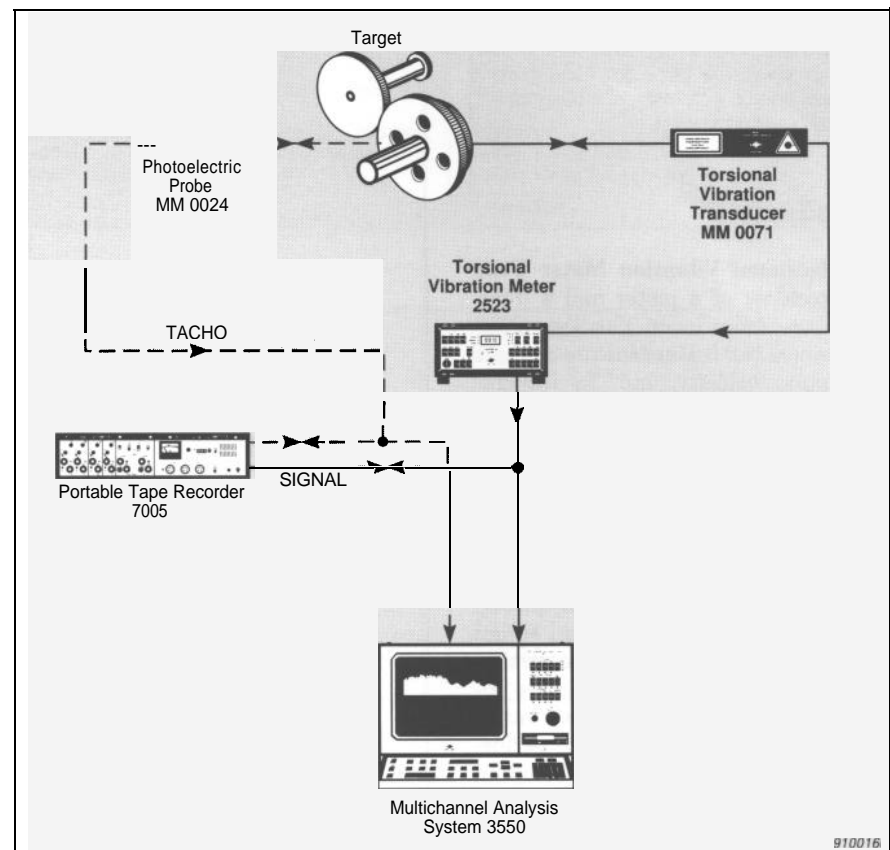 Target
Photoelectric
Probe
MM 0024
Torsional
Vibration
Transducer
MM 0071
Torsional
Vibration Meter
2523
TACHO
SIGNAL
Portable Tape Recorder
7005
Multichannel Analysis
System 3550
910016